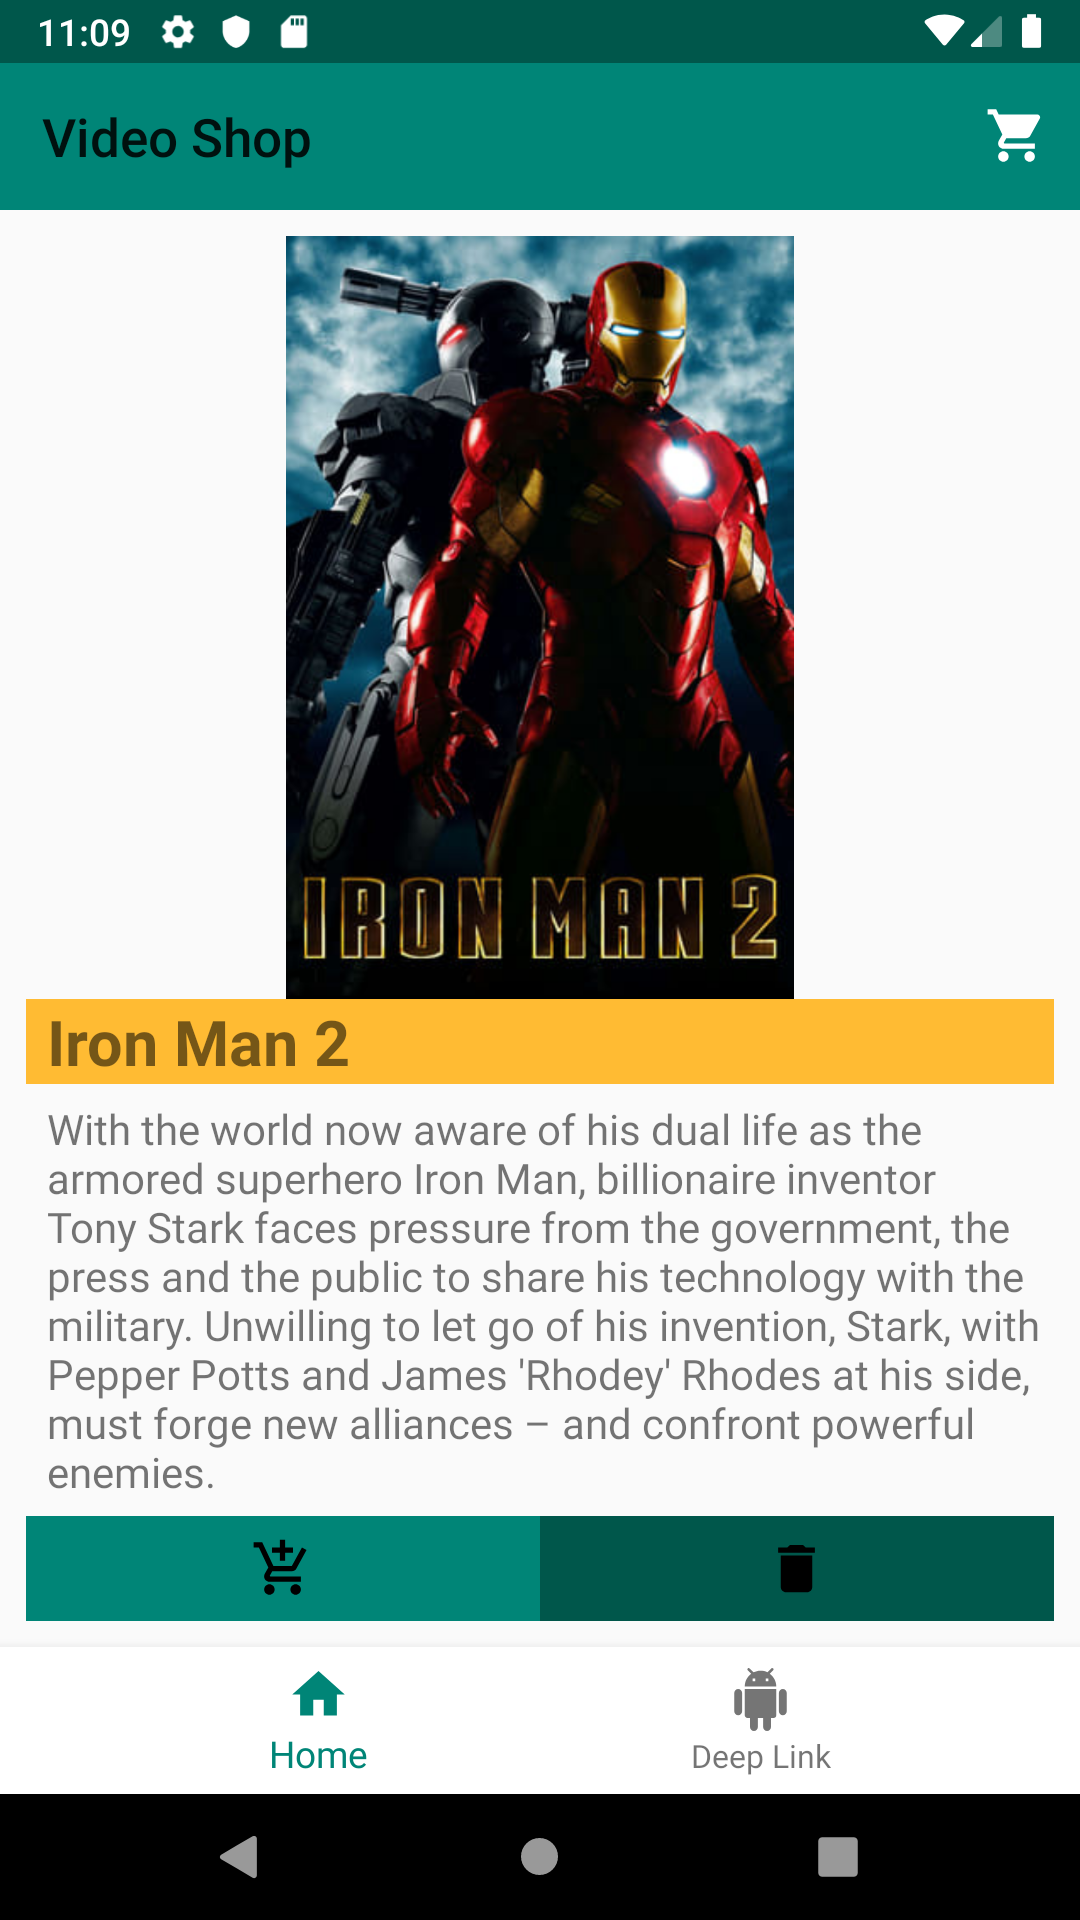 11:09
Video Shop
IRON MAN 2
Iron Man 2
With the world now aware of his dual life as the
armored superhero Iron Man, billionaire inventor
Tony Stark faces pressure from the government, the
press and the public to share his technology with the
military. Unwilling to let go of his invention, Stark, with
Pepper Potts and James 'Rhodey' Rhodes at his side,
must forge new alliances – and confront powerful
enemies.
Home
Deep Link